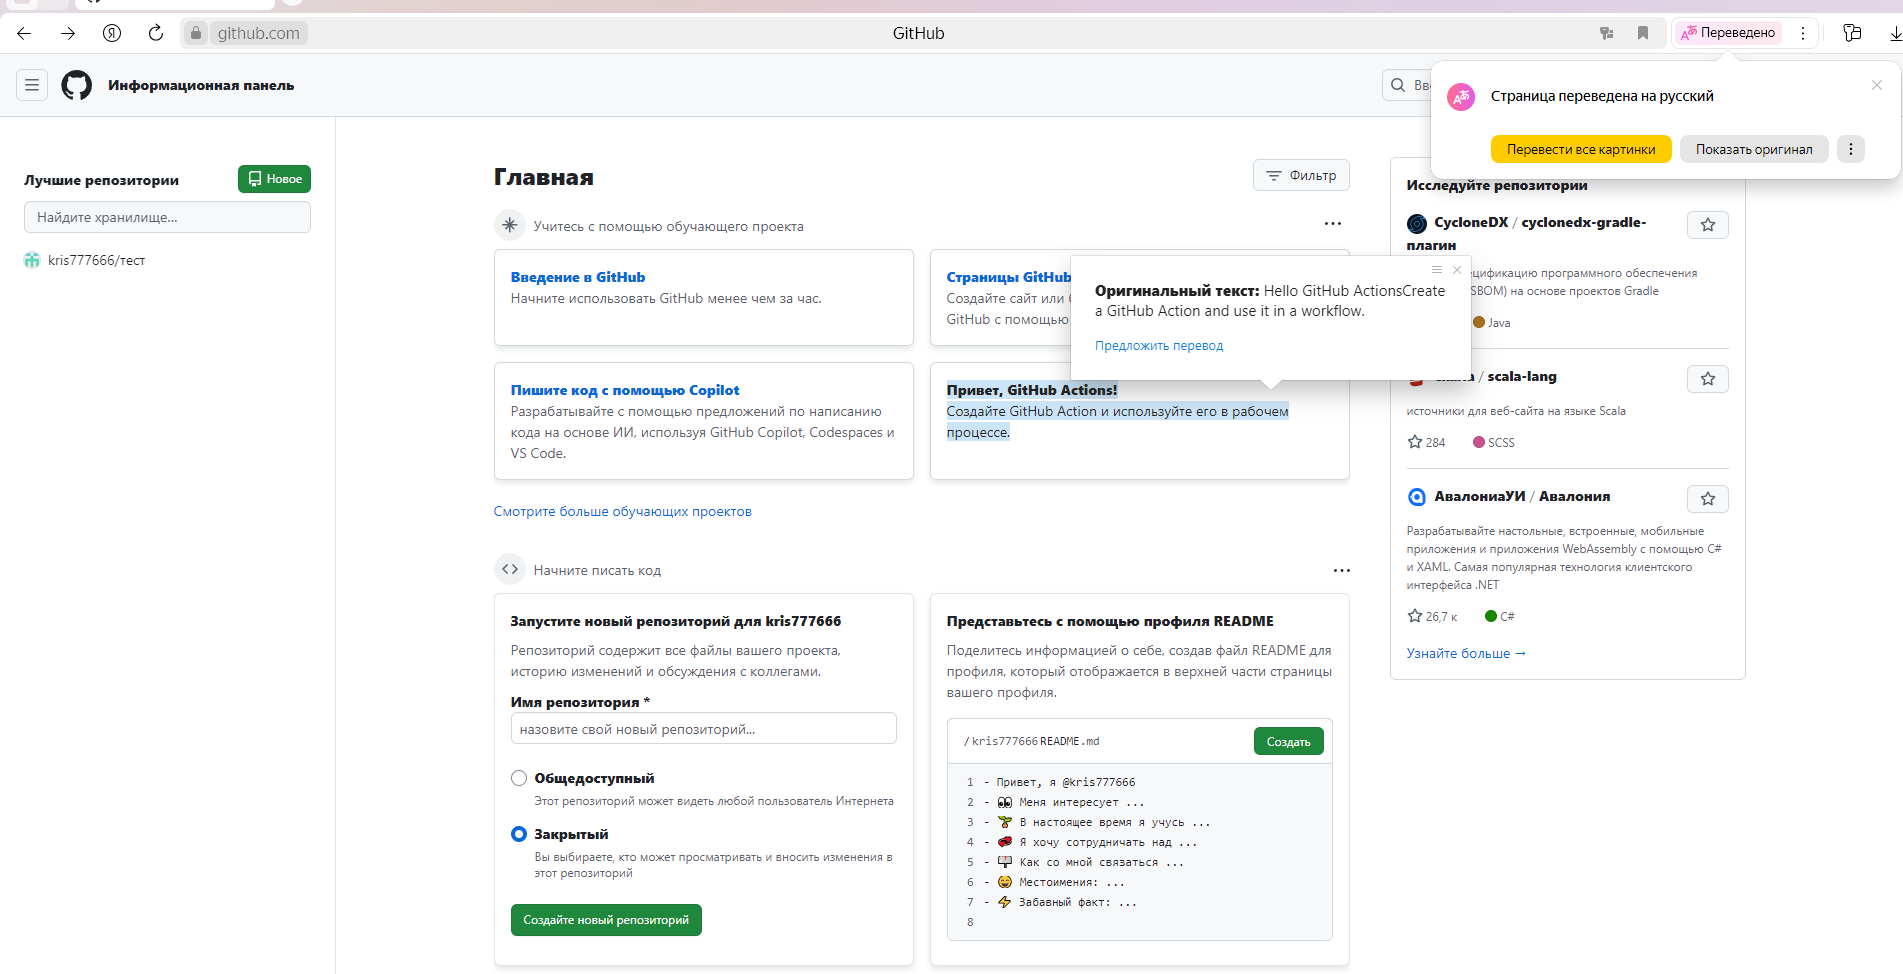 github.com
GitHub
Переведено
Информационная панель
Страница переведена на русский
Перевести все картинки
Показать оригинал
Лучшие репозитории
Новое
Найдите хранилище...
kris777666/тест
Главная
Фильтр
Учитесь с помощью обучающего проекта
Введение в GitHub
Начните использовать GitHub менее чем за час.
Страницы GitHub
Создайте сайт или
GitHub с помощью
Оригинальный текст: Hello GitHub ActionsCreate
a GitHub Action and use it in a workflow.
Предложить перевод
Пишите код с помощью Copilot
Разрабатывайте с помощью предложений по написанию
кода на основе ИИ, используя GitHub Copilot, Codespaces и
VS Code.
Привет, GitHub Actions!
Создайте GitHub Action и используйте его в рабочем
процессе.
Смотрите больше обучающих проектов
Начните писать код
Запустите новый репозиторий для kris777666
Репозиторий содержит все файлы вашего проекта,
историю изменений и обсуждения с коллегами.
Имя репозитория *
назовите свой новый репозиторий...
Общедоступный
Этот репозиторий может видеть любой пользователь Интернета
Закрытый
Вы выбираете, кто может просматривать и вносить изменения в
этот репозиторий
Создайте новый репозиторий
Представьтесь с помощью профиля README
Поделитесь информацией о себе, создав файл README для
профиля, который отображается в верхней части страницы
вашего профиля.
/kris777666README.md
Создать
1 - Привет, я @kris777666
2 - 👀 Меня интересует ...
3 - 🌱 В настоящее время я учусь ...
4 - 💞️ Я хочу сотрудничать над ...
5 - 📫 Как со мной связаться ...
6 - 😄 Местоимения: ...
7 - ⚡ Забавный факт: ...
8
Исследуйте репозитории
CycloneDX / cyclonedx-gradle-
плагин
программного обеспечения
SBOM) на основе проектов Gradle
Java
/ scala-lang
источники для веб-сайта на языке Scala
284 SCSS
АвалониаУИ / Авалония
Разрабатывайте настольные, встроенные, мобильные
приложения и приложения WebAssembly с помощью C#
и XAML. Самая популярная технология клиентского
интерфейса .NET
26,7 к C#
Узнайте больше →